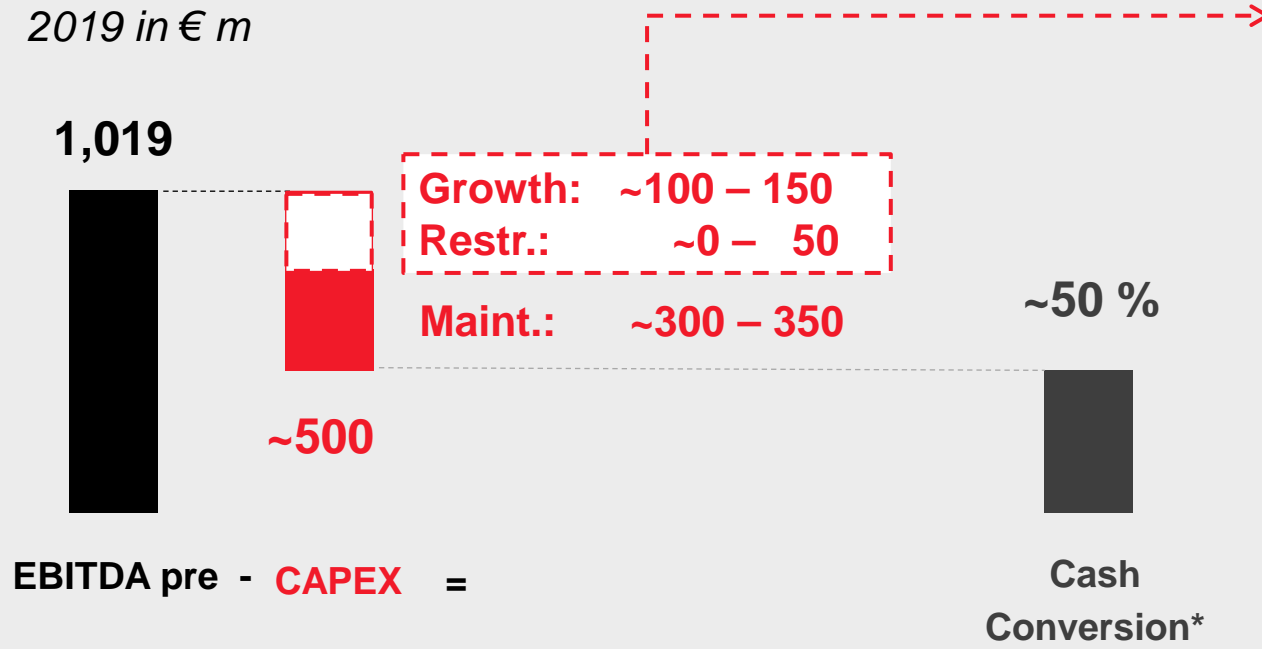 2019 in € m
1,019
Growth: ~100 – 150
Restr.: ~0 – 50
Maint.: ~300 – 350
~50 %
~500
EBITDA pre - CAPEX =
Cash
Conversion*